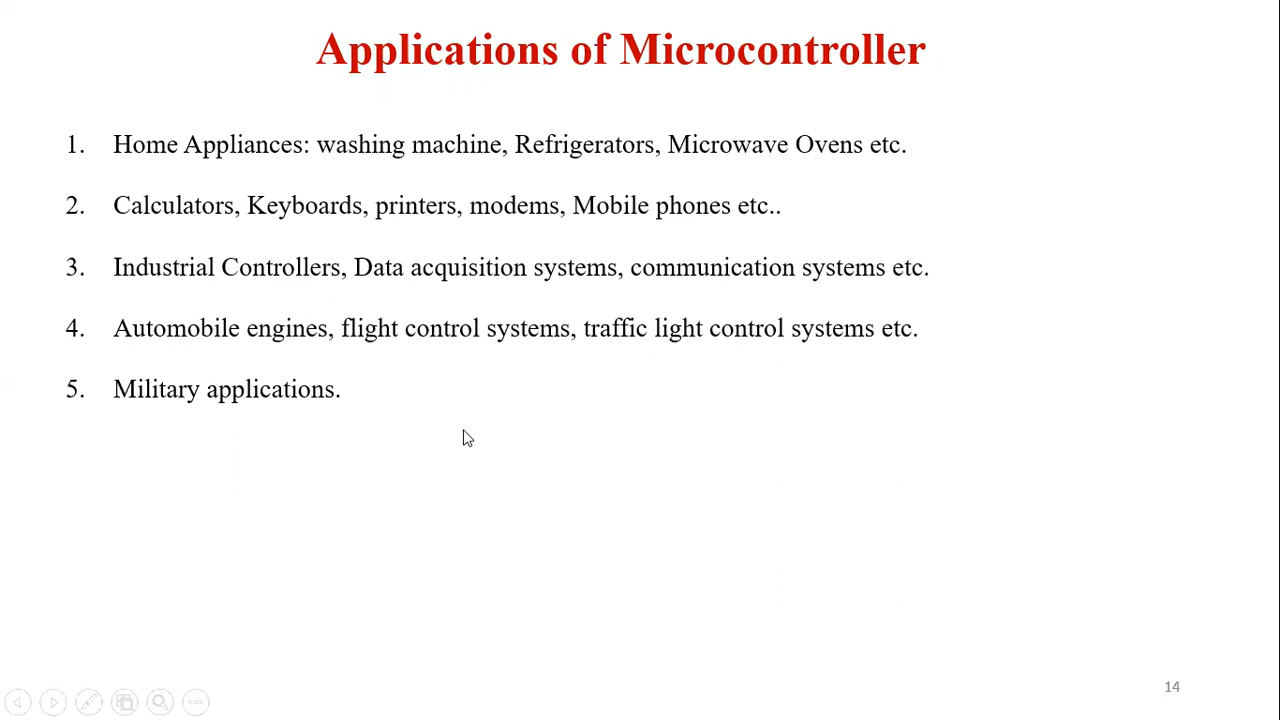 Applications of Microcontroller
1. Home Appliances: washing machine, Refrigerators, Microwave Ovens etc.
2. Calculators, Keyboards, printers, modems, Mobile phones etc..
3. Industrial Controllers, Data acquisition systems, communication systems etc.
4. Automobile engines, flight control systems, traffic light control systems etc.
5. Military applications.
14